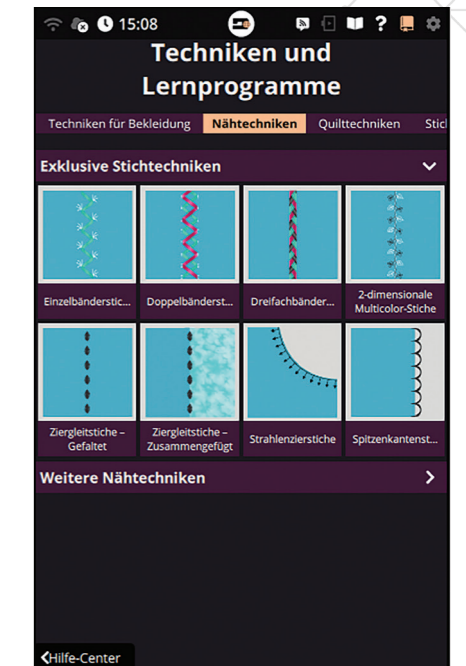 15:08
Techniken und
Lernprogramme
Techniken für Bekleidung Nähtechniken Quilttechniken Stic
Exklusive Stichtechniken
Einzelbänderstic... Doppelbänderst... Dreifachbänder... 2-dimensionale
Multicolor-Stiche
Ziergleitstiche – Ziergleitstiche – Strahlenzierstiche Spitzenkantenst...
Gefaltet Zusammengefügt
Weitere Nähtechniken
Hilfe-Center